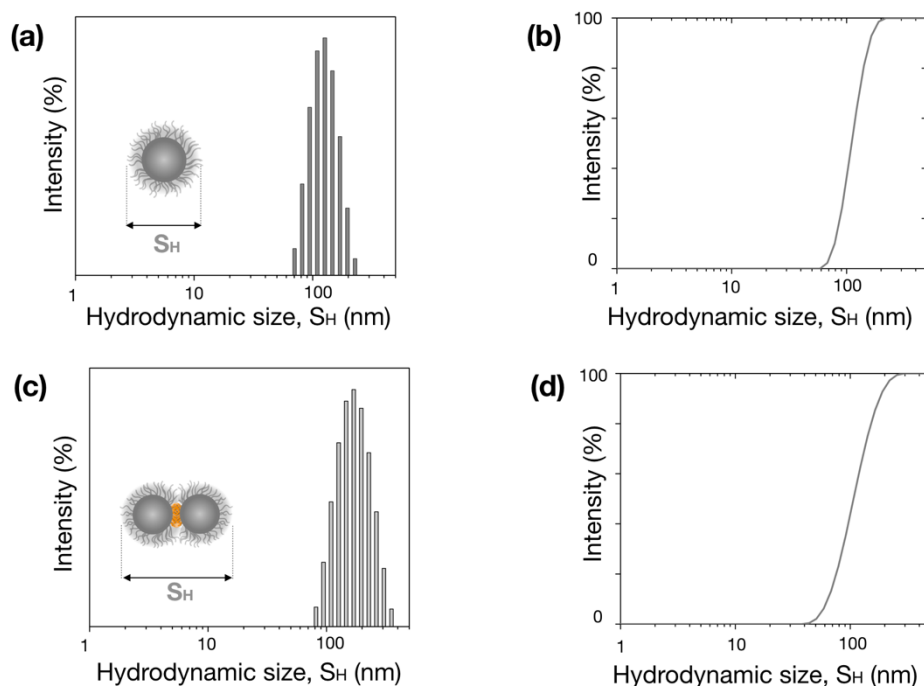 (a)
Intensity (%)
SH
1 10 100
Hydrodynamic size, SH (nm)
(b)
Intensity (%)
100
0
1 10 100
Hydrodynamic size, SH (nm)
(c)
Intensity (%)
SH
1 10 100
Hydrodynamic size, SH (nm)
(d)
Intensity (%)
100
0
1 10 100
Hydrodynamic size, SH (nm)